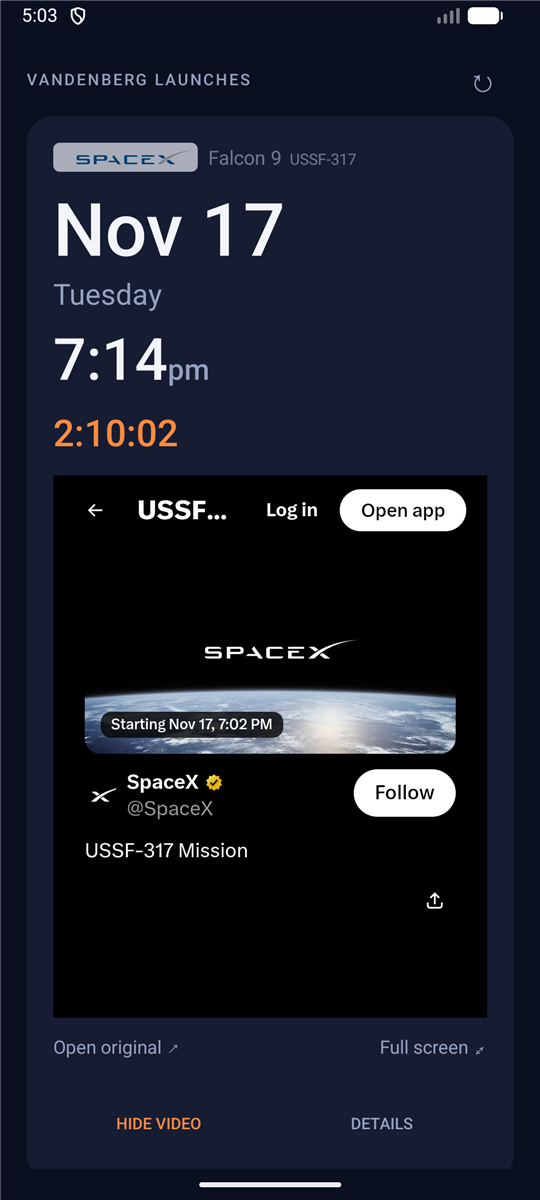 5:03
VANDENBERG LAUNCHES
SPACEX Falcon 9 USSF-317
Nov 17
Tuesday
7:14pm
2:10:02
USSF... Log in Open app
SPACEX
Starting Nov 17, 7:02 PM
SpaceX
@SpaceX
Follow
USSF-317 Mission
Open original Full screen
HIDE VIDEO DETAILS